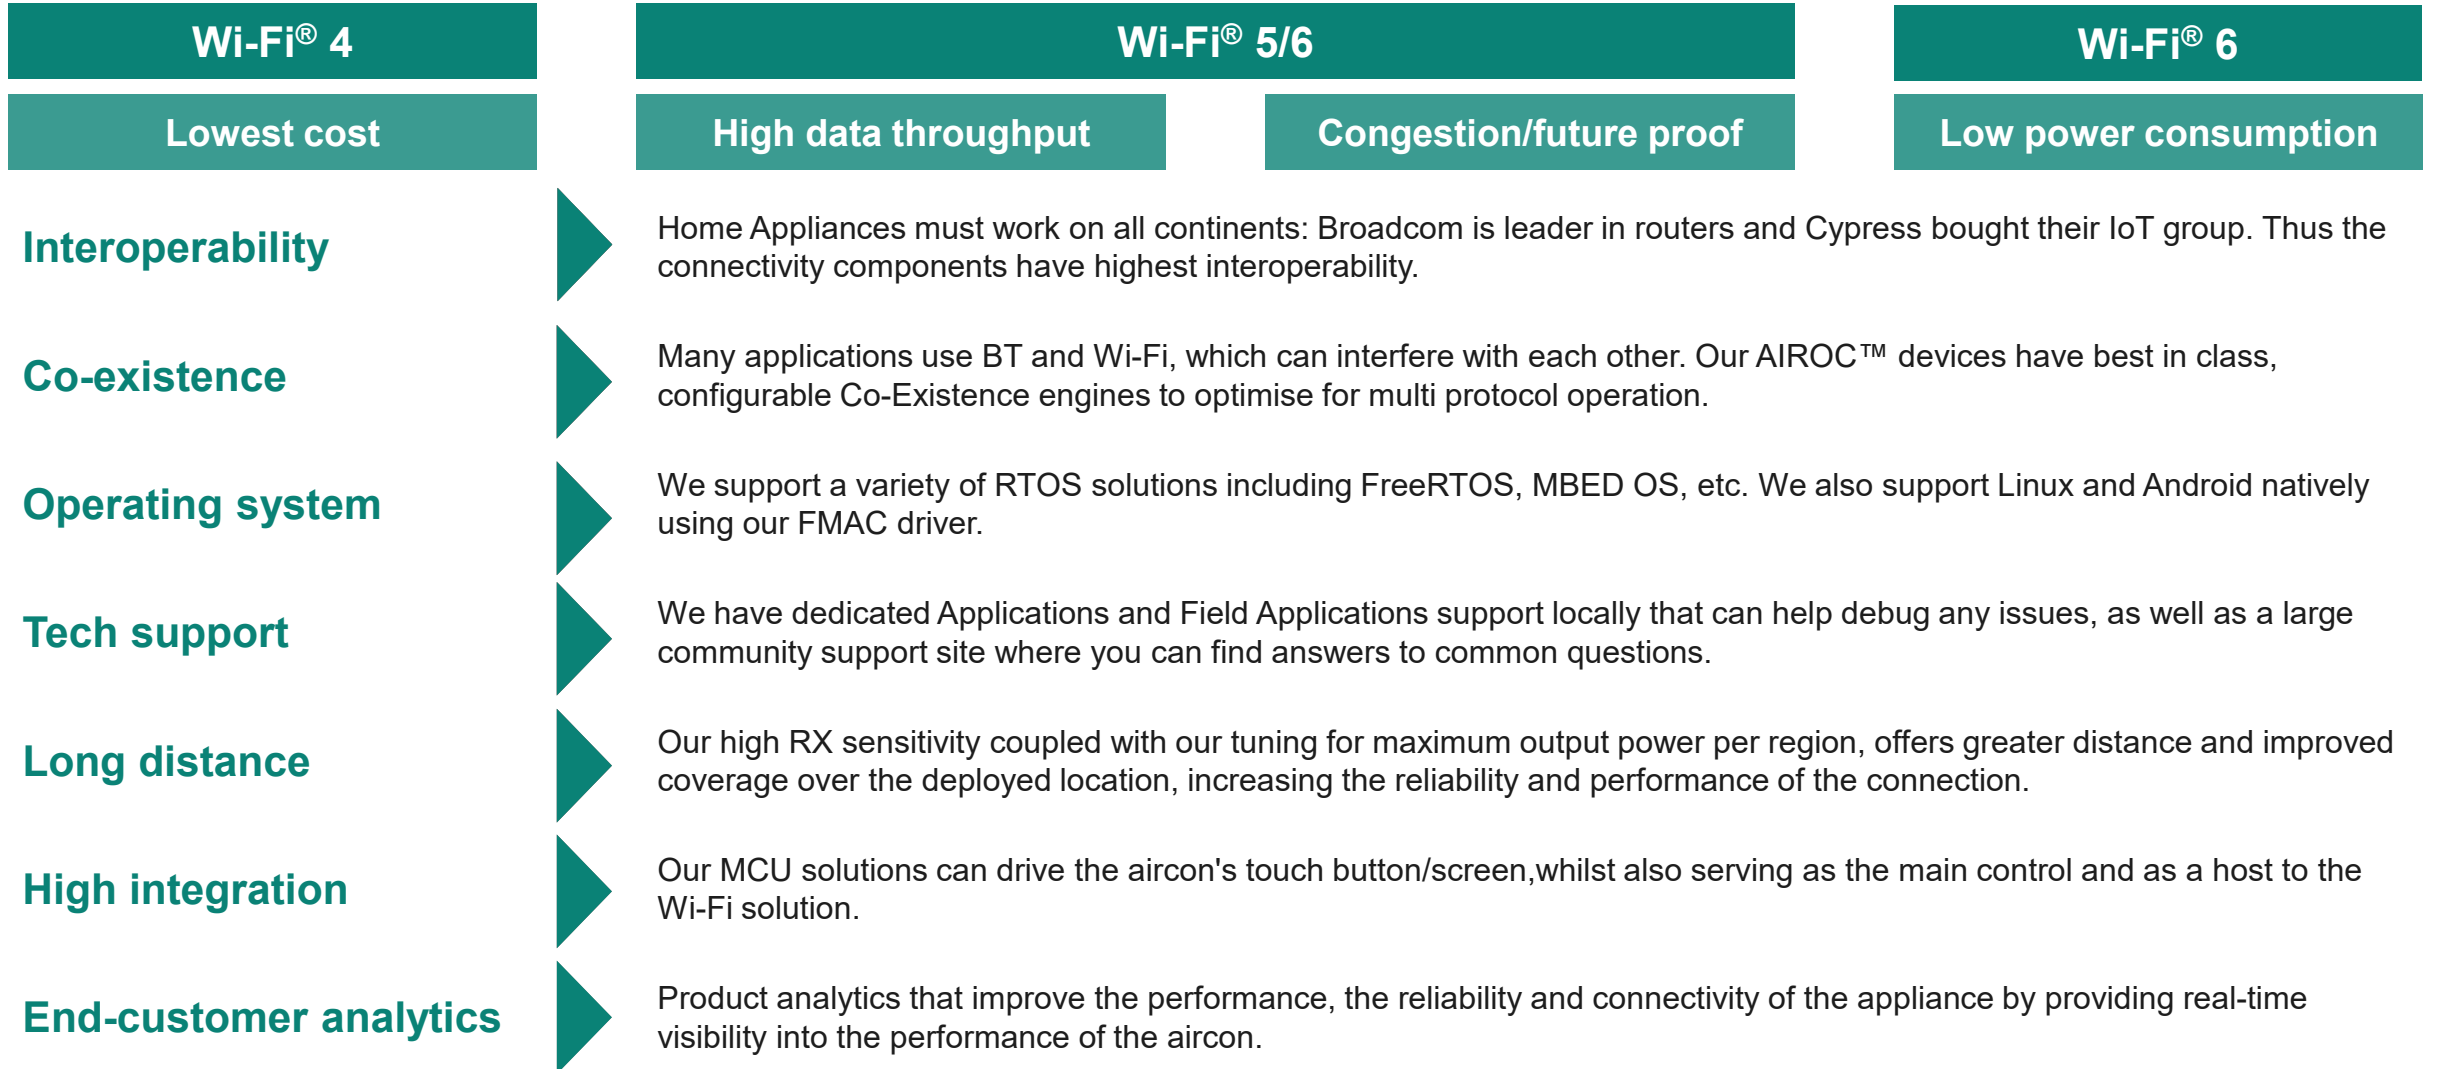 Wi-Fi® 4
Wi-Fi® 5/6
Wi-Fi® 6
Lowest cost
High data throughput
Congestion/future proof
Low power consumption
Interoperability
Home Appliances must work on all continents: Broadcom is leader in routers and Cypress bought their IoT group. Thus the
connectivity components have highest interoperability.
Co-existence
Many applications use BT and Wi-Fi, which can interfere with each other. Our AIROC™ devices have best in class,
configurable Co-Existence engines to optimise for multi protocol operation.
Operating system
We support a variety of RTOS solutions including FreeRTOS, MBED OS, etc. We also support Linux and Android natively
using our FMAC driver.
Tech support
We have dedicated Applications and Field Applications support locally that can help debug any issues, as well as a large
community support site where you can find answers to common questions.
Long distance
Our high RX sensitivity coupled with our tuning for maximum output power per region, offers greater distance and improved
coverage over the deployed location, increasing the reliability and performance of the connection.
High integration
Our MCU solutions can drive the aircon's touch button/screen,whilst also serving as the main control and as a host to the
Wi-Fi solution.
End-customer analytics
Product analytics that improve the performance, the reliability and connectivity of the appliance by providing real-time
visibility into the performance of the aircon.